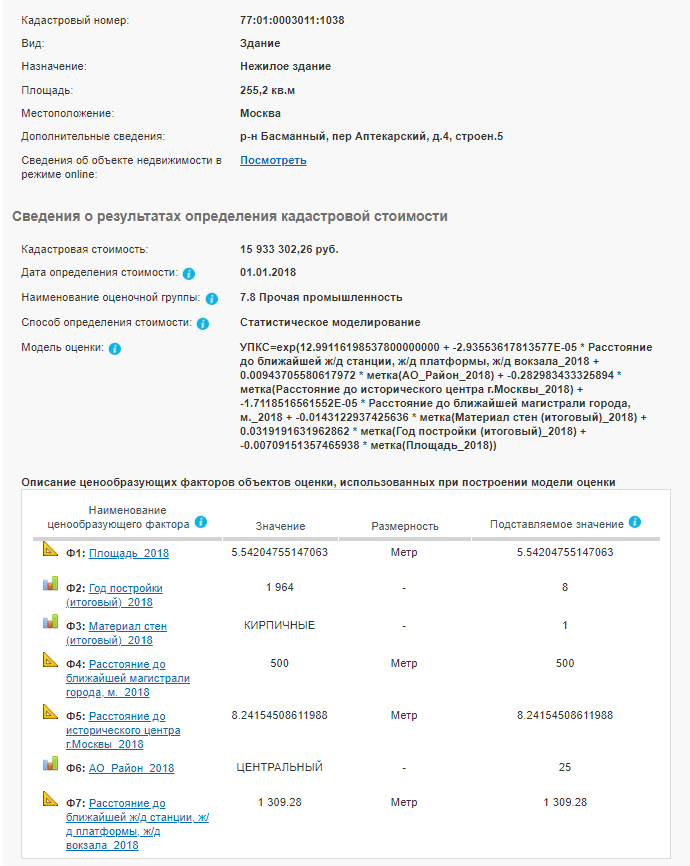 Кадастровый номер: 77:01:0003011:1038
Вид: Здание
Назначение: Нежилое здание
Площадь: 255,2 кв.м
Местоположение: Москва
Дополнительные сведения: р-н Басманный, пер Аптекарский, д.4, строен.5
Сведения об объекте недвижимости в Посмотреть
режиме online:
Сведения о результатах определения кадастровой стоимости
Кадастровая стоимость: 15 933 302,26 руб.
Дата определения стоимости: 01.01.2018
Наименование оценочной группы: 7.8 Прочая промышленность
Способ определения стоимости: Статистическое моделирование
Модель оценки: УПКС=exp(12.99116198537800000000 + -2.93553617813577E-05 * Расстояние
до ближайшей ж/д станции, ж/д платформы, ж/д вокзала_2018 +
0.00943705580617972 * метка(АО_Район_2018) + -0.282983433325894 *
метка(Расстояние до исторического центра г.Москвы_2018) +
-1.7118516561552E-05 * Расстояние до ближайшей магистрали города,
м._2018 + -0.0143122937425636 * метка(Материал стен (итоговый)_2018) +
0.0319191631962862 * метка(Год постройки (итоговый)_2018) +
-0.00709151357465938 * метка(Площадь_2018))
Описание ценообразующих факторов объектов оценки, использованных при построении модели оценки
Наименование
ценообразующего фактора Значение Размерность Подставляемое значение
Ф1: Площадь_2018 5.54204755147063 Метр 5.54204755147063
Ф2: Год постройки 1 964 - 8
(итоговый)_2018
Ф3: Материал стен КИРПИЧНЫЕ - 1
(итоговый)_2018
Ф4: Расстояние до 500 Метр 500
ближайшей магистрали
города, м._2018
Ф5: Расстояние до 8.24154508611988 Метр 8.24154508611988
исторического центра
г.Москвы_2018
Ф6: АО_Район_2018 ЦЕНТРАЛЬНЫЙ - 25
Ф7: Расстояние до 1 309.28 Метр 1 309.28
ближайшей ж/д станции, ж/
д платформы, ж/д
вокзала_2018